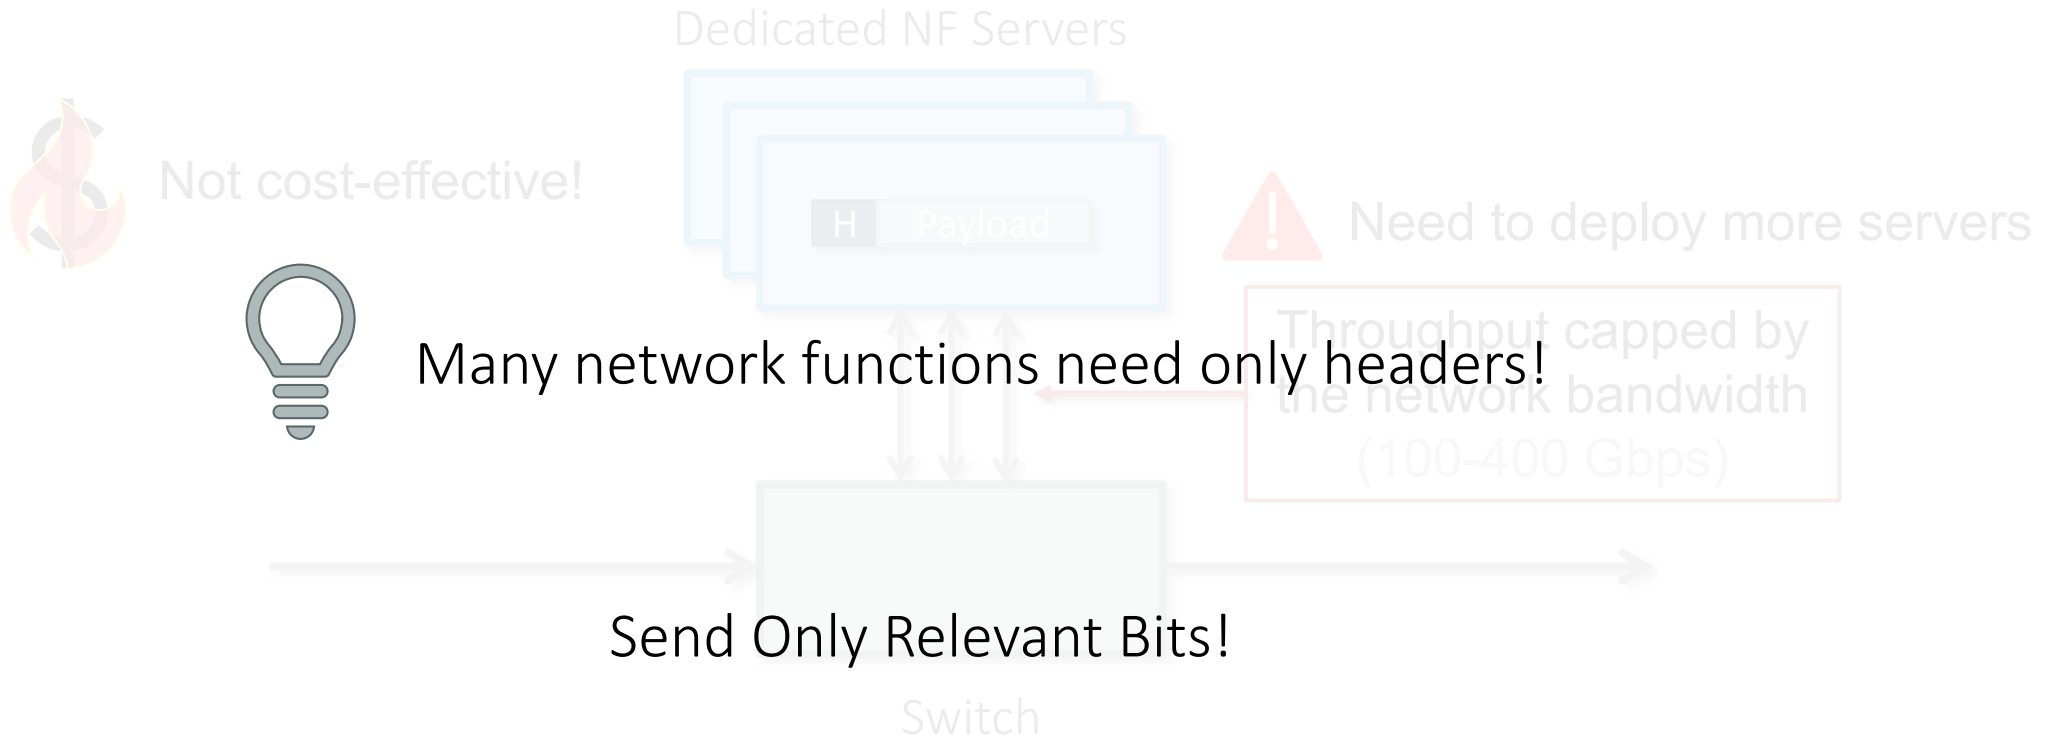 Dedicated NF Servers
Not cost-effective!
H Payload
Need to deploy more servers
Throughput capped by
the network bandwidth
(100-400 Gbps)
Many network functions need only headers!
Send Only Relevant Bits!
Switch